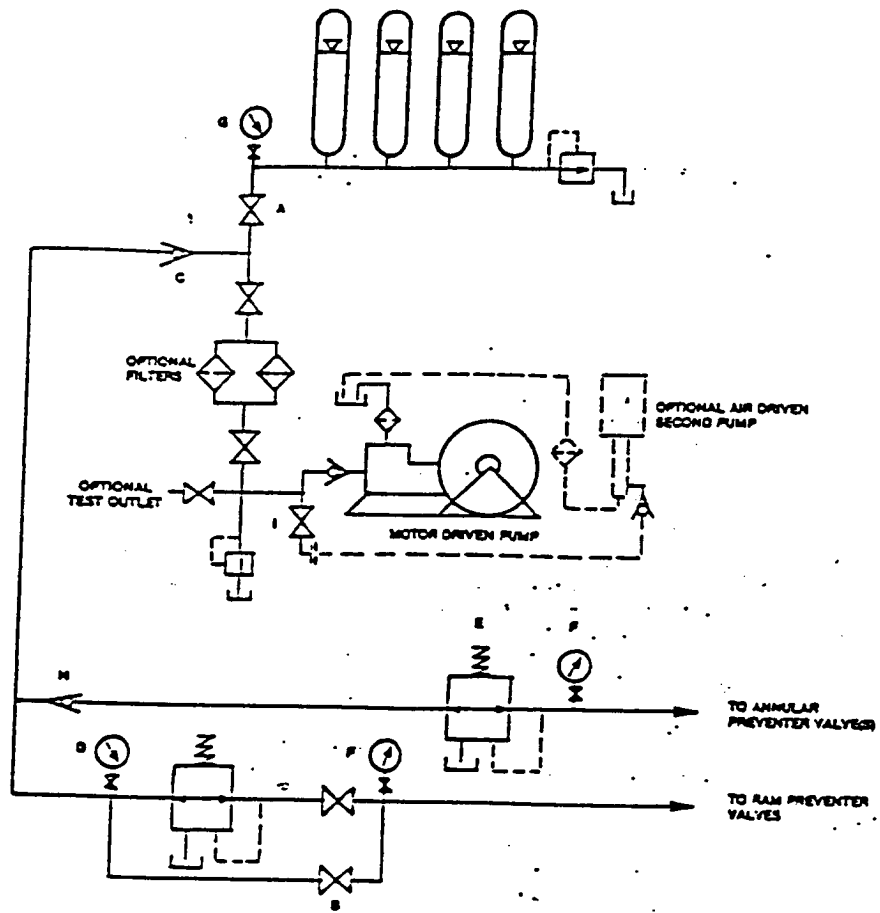 G
A
C
OPTIONAL
FILTERS
OPTIONAL AIR DRIVEN
SECOND PUMP
OPTIONAL
TEST OUTLET
I
MOTOR DRIVEN PUMP
E
F
H
TO ANNULAR
PREVENTER VALVE(S)
D
F
TO RAM PREVENTER
VALVES
B